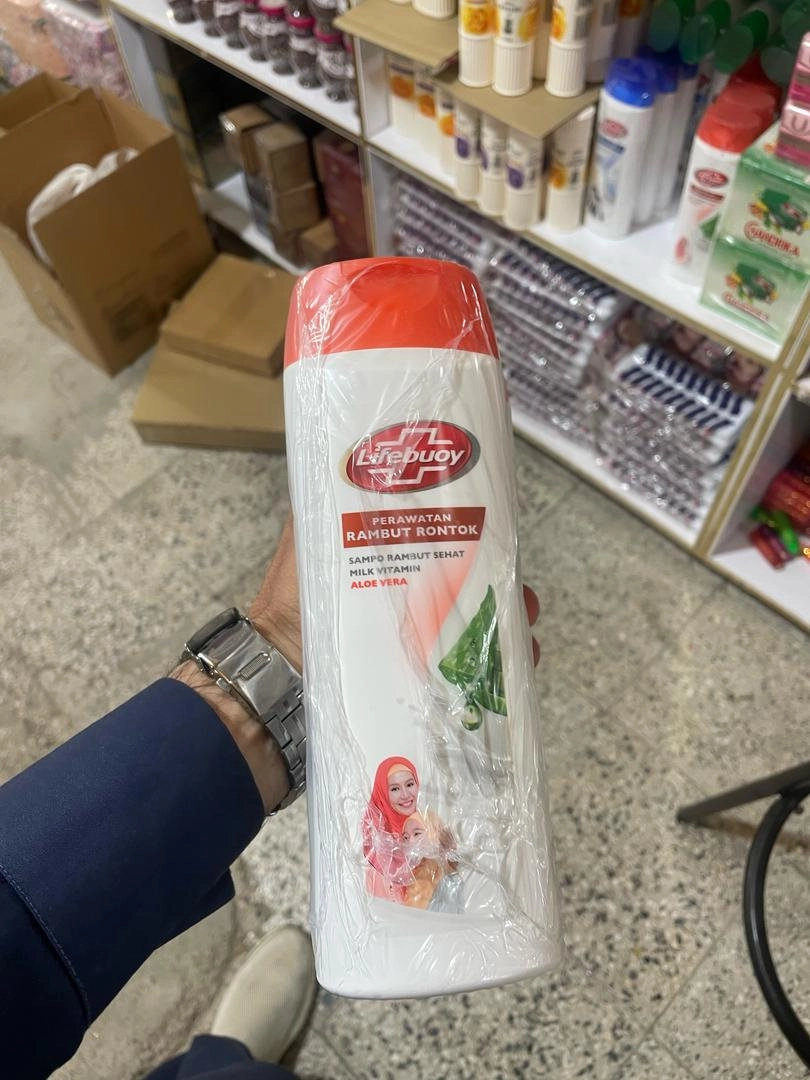 Lifebuoy
PERAWATAN
RAMBUT RONTOK
SAMPO RAMBUT SEHAT
MILK VITAMIN
ALOE VERA